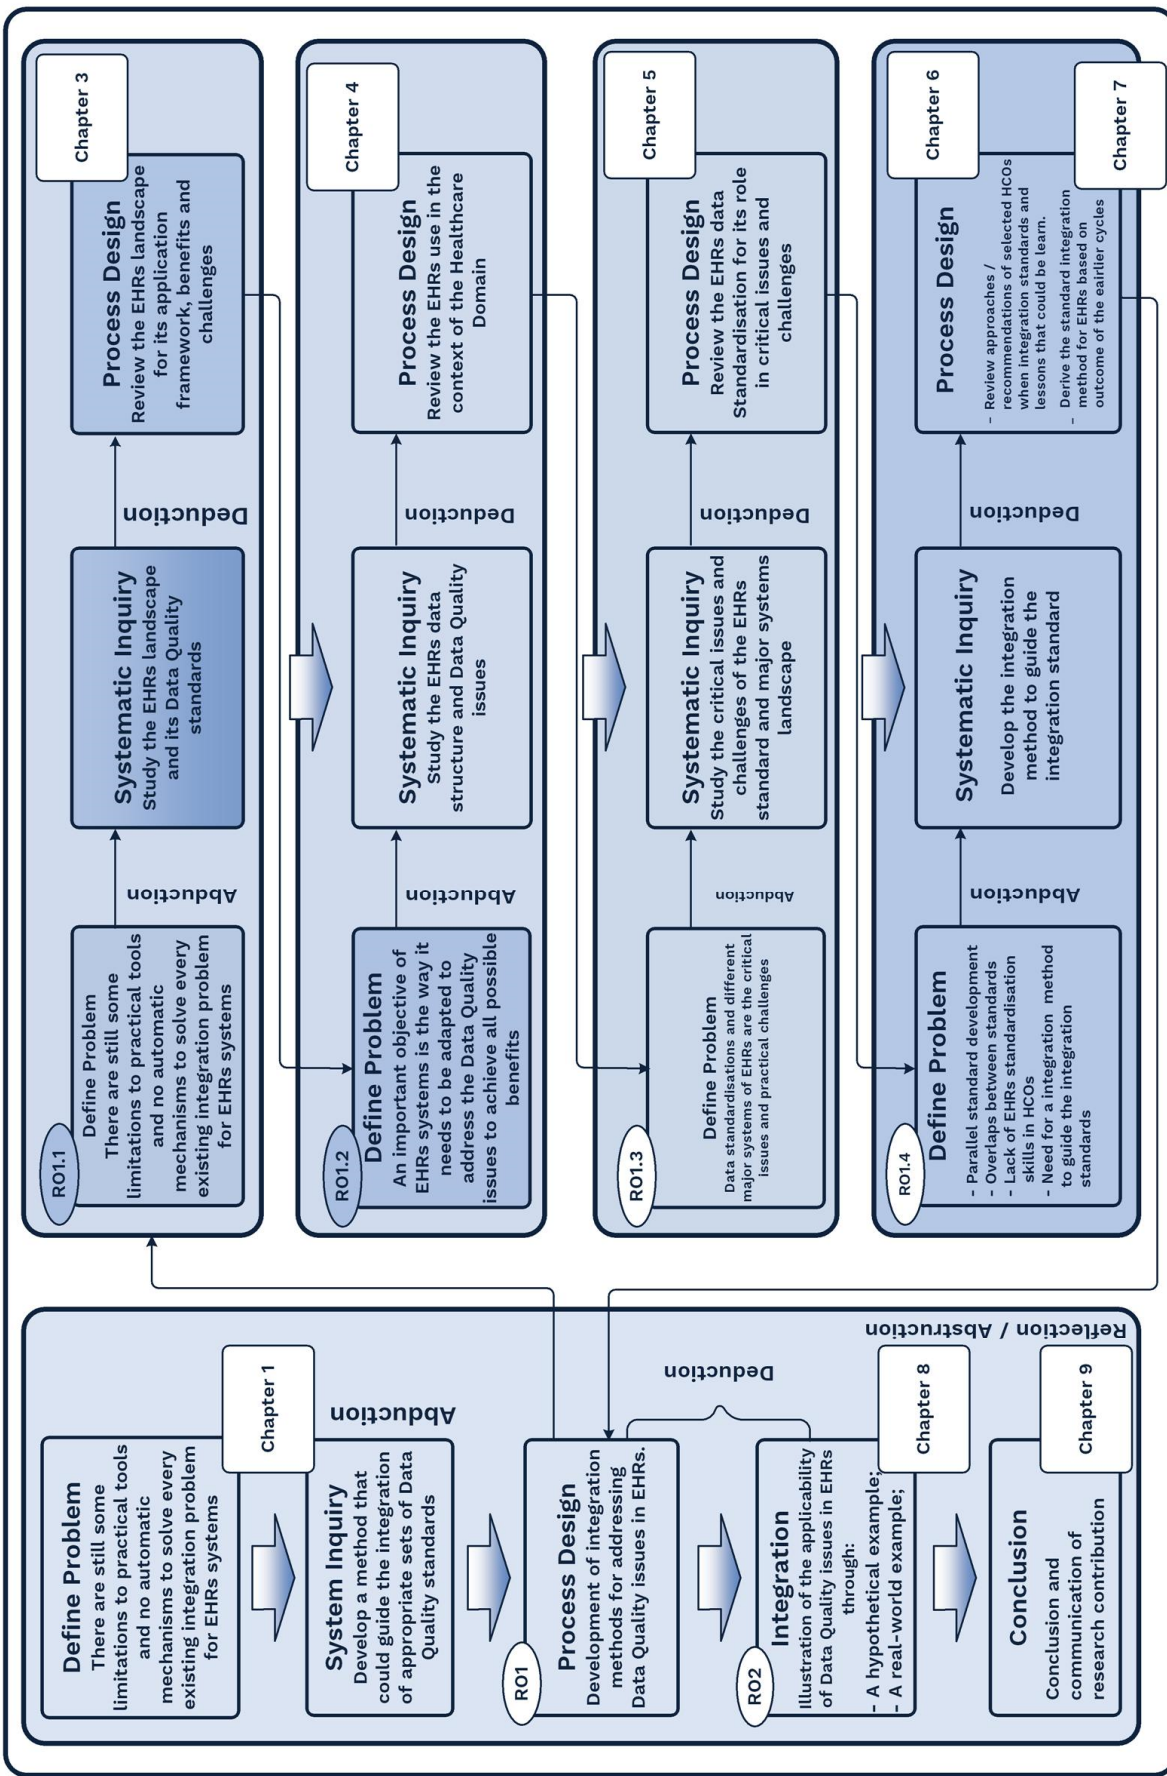 Define Problem
There are still some
limitations to practical tools
and no automatic
mechanisms to solve every
existing integration problem
for EHRs systems
Chapter 1
System Inquiry
Develop a method that
could guide the integration
of appropriate sets of Data
Quality standards
Abduction
RO1
Process Design
Development of integration
methods for addressing
Data Quality issues in EHRs.
Deduction
RO2
Integration
Illustration of the applicability
of Data Quality issues in EHRs
through:
- A hypothetical example;
- A real-world example;
Chapter 8
Conclusion
Conclusion and
communication of
research contribution
Chapter 9
Reflection / Abstruction
RO1.1
Define Problem
There are still some
limitations to practical tools
and no automatic
mechanisms to solve every
existing integration problem
for EHRs systems
Abduction
Systematic Inquiry
Study the EHRs landscape
and its Data Quality
standards
Deduction
Process Design
Review the EHRs landscape
for its application
framework, benefits and
challenges
Chapter 3
RO1.2
Define Problem
An important objective of
EHRs systems is the way it
needs to be adapted to
address the Data Quality
issues to achieve all possible
benefits
Abduction
Systematic Inquiry
Study the EHRs data
structure and Data Quality
issues
Deduction
Process Design
Review the EHRs use in the
context of the Healthcare
Domain
Chapter 4
RO1.3
Define Problem
Data standardisations and different
major systems of EHRs are the critical
issues and practical challenges
Abduction
Systematic Inquiry
Study the critical issues and
challenges of the EHRs
standard and major systems
landscape
Deduction
Process Design
Review the EHRs data
Standardisation for its role
in critical issues and
challenges
Chapter 5
RO1.4
Define Problem
- Parallel standard development
- Overlaps between standards
- Lack of EHRs standardisation
skills in HCOs
- Need for a integration method
to guide the integration
standards
Abduction
Systematic Inquiry
Develop the integration
method to guide the
integration standard
Deduction
Process Design
- Review approaches /
recommendations of selected HCOs
when integration standards and
lessons that could be learn.
- Derive the standard integration
method for EHRs based on
outcome of the eairlier cycles
Chapter 6
Chapter 7